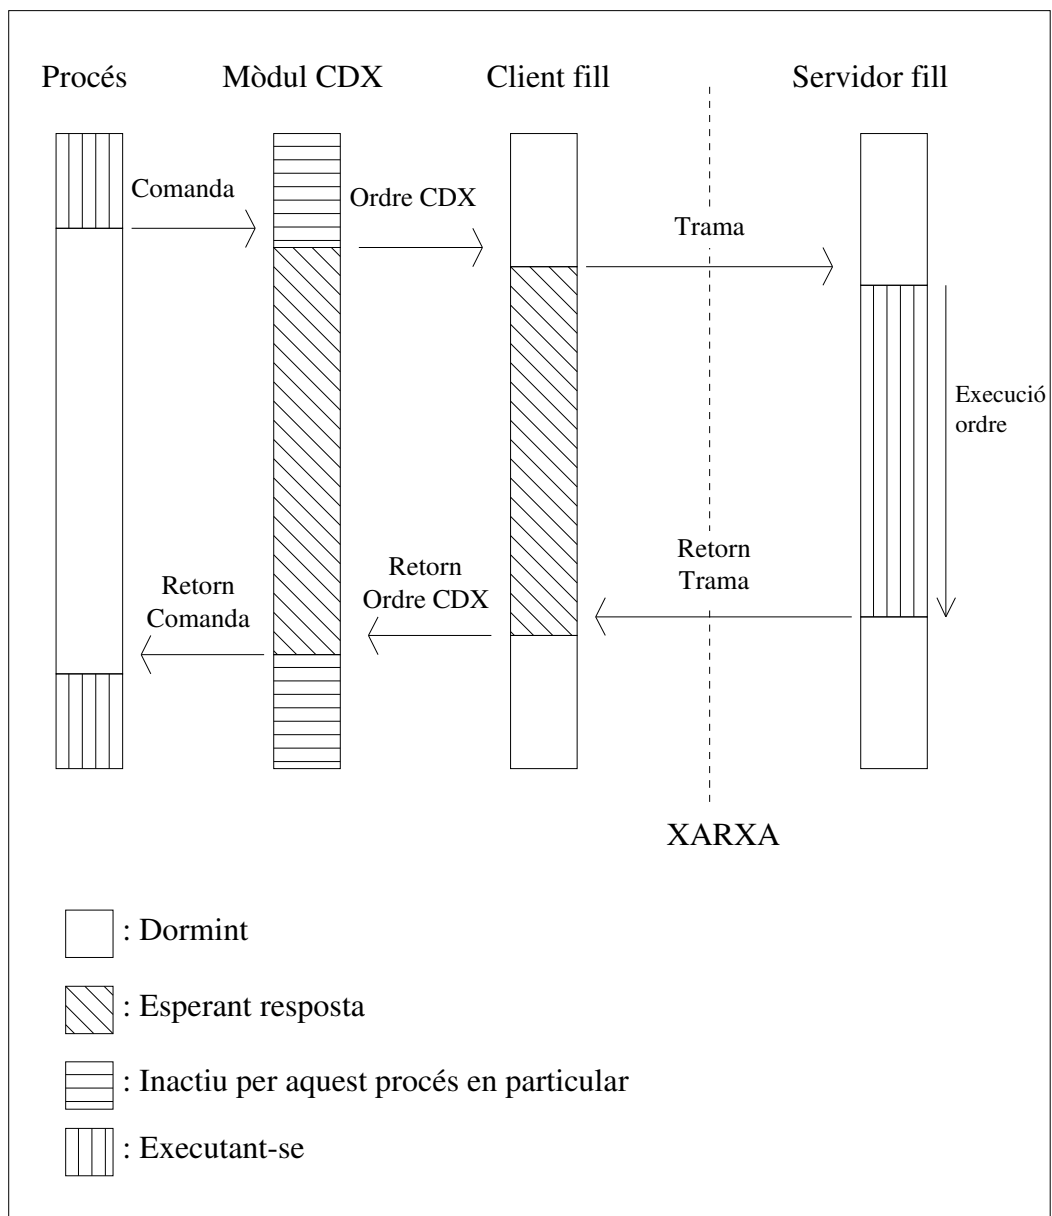 Procés
Mòdul CDX
Client fill
Servidor fill
Comanda
Ordre CDX
Trama
Execució
ordre
Retorn
Trama
Retorn
Ordre CDX
Retorn
Comanda
XARXA
: Dormint
: Esperant resposta
: Inactiu per aquest procés en particular
: Executant-se